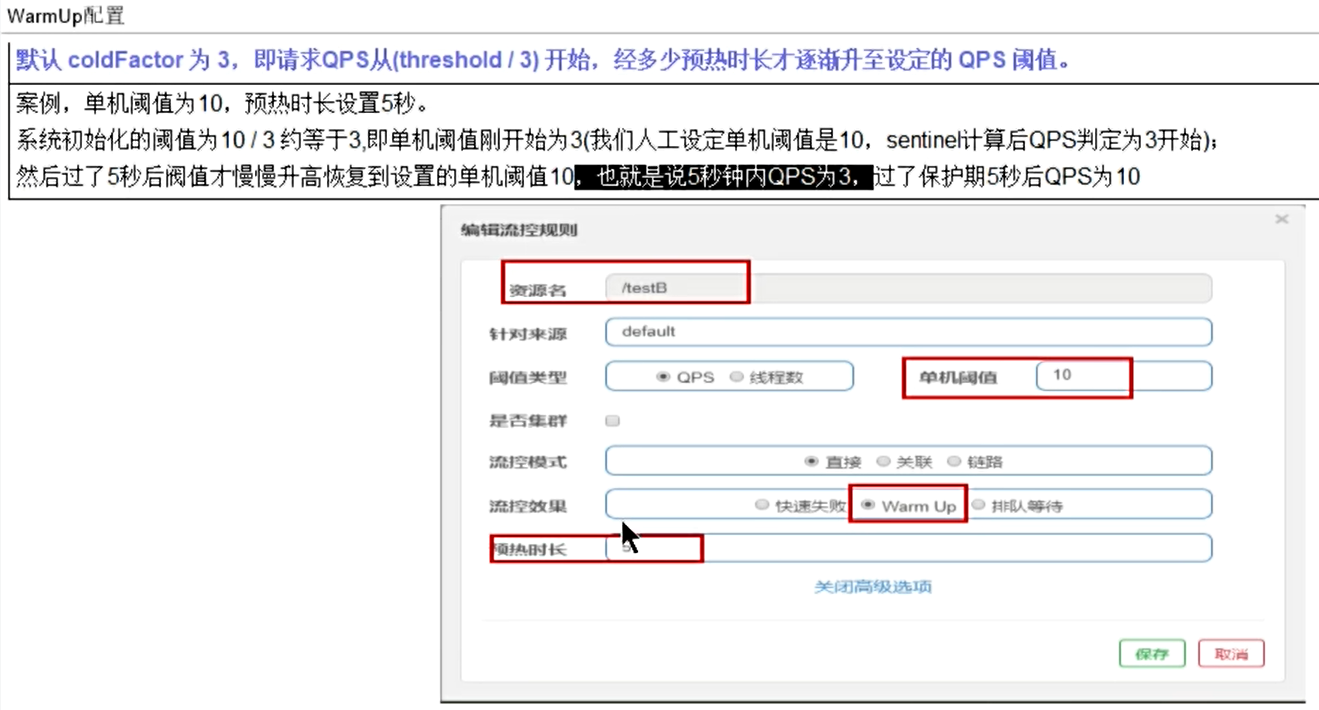 WarmUp配置
默认 coldFactor 为 3，即请求QPS从(threshold / 3) 开始，经多少预热时长才逐渐升至设定的 QPS 阈值。
案例，单机阈值为10，预热时长设置5秒。
系统初始化的阈值为10 / 3 约等于3,即单机阈值刚开始为3(我们人工设定单机阈值是10，sentinel计算后QPS判定为3开始)；
然后过了5秒后阀值才慢慢升高恢复到设置的单机阈值10，也就是说5秒钟内QPS为3，过了保护期5秒后QPS为10
编辑流控规则
资源名 /testB
针对来源 default
阈值类型 QPS 线程数 单机阈值 10
是否集群
流控模式 直接 关联 链路
流控效果 快速失败 Warm Up 排队等待
预热时长 5
关闭高级选项
保存 取消